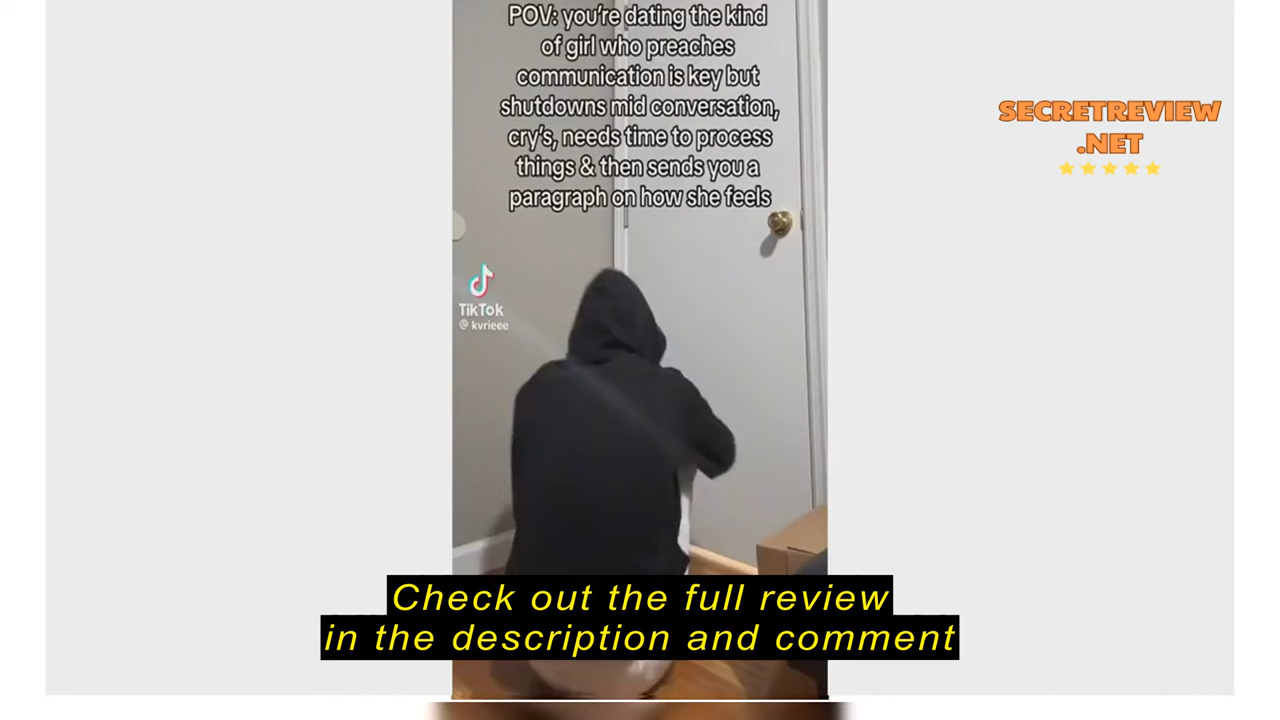 POV: you're dating the kind
of girl who preaches
communication is key but
shutdowns mid conversation,
cry's, needs time to process
things & then sends you a
paragraph on how she feels
SECRETREVIEW
.NET
TikTok
@ kvrieee
Check out the full review
in the description and comment